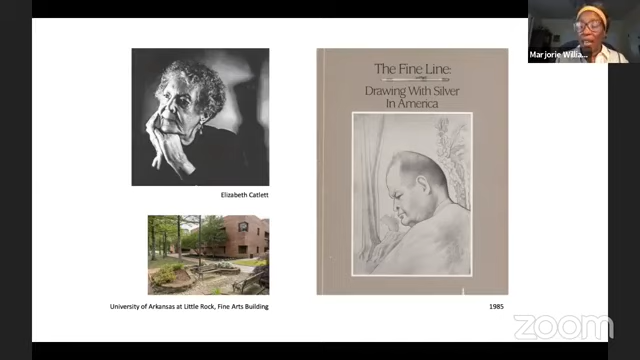 Marjorie Willia...
The Fine Line:
Drawing With Silver
In America
Elizabeth Catlett
University of Arkansas at Little Rock, Fine Arts Building
1985
zoom